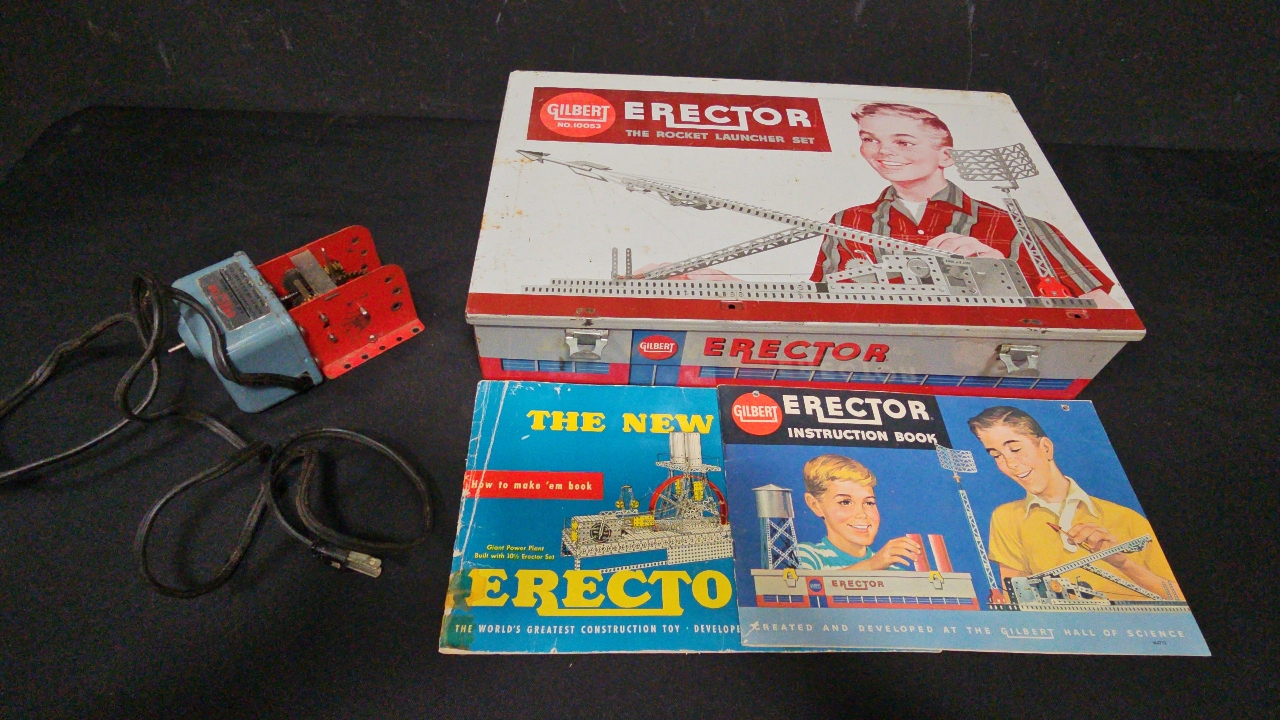 GILBERT
NO.10053
ERECTOR
THE ROCKET LAUNCHER SET
GILBERT
ERECTOR
THE NEW
How to make 'em book
Giant Power Plant
Built with 10½ Erector Set
ERECTO
THE WORLD'S GREATEST CONSTRUCTION TOY · DEVELOPE
GILBERT
ERECTOR
INSTRUCTION BOOK
ERECTOR
CREATED AND DEVELOPED AT THE GILBERT HALL OF SCIENCE